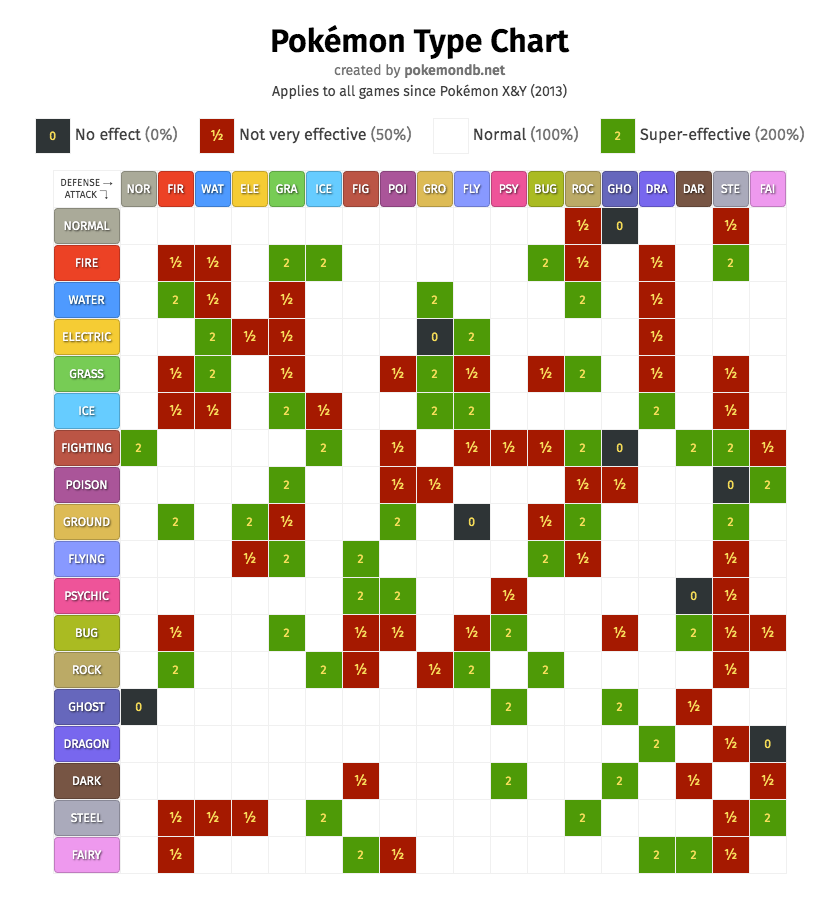 Pokémon Type Chart
created by pokemondb.net
Applies to all games since Pokémon X&Y (2013)
0 No effect (0%) ½ Not very effective (50%) Normal (100%) 2 Super-effective (200%)
DEFENSE → NOR FIR WAT ELE GRA ICE FIG POI GRO FLY PSY BUG ROC GHO DRA DAR STE FAI
ATTACK ⤵
NORMAL ½ 0 ½
FIRE ½ ½ 2 2 2 ½ ½ 2
WATER 2 ½ ½ 2 2 ½
ELECTRIC 2 ½ ½ 0 2 ½
GRASS ½ 2 ½ ½ 2 ½ ½ 2 ½ ½
ICE ½ ½ 2 ½ 2 2 2 ½
FIGHTING 2 2 ½ ½ ½ ½ 2 0 2 2 ½
POISON 2 ½ ½ ½ ½ 0 2
GROUND 2 2 ½ 2 0 ½ 2 2
FLYING ½ 2 2 2 ½ ½
PSYCHIC 2 2 ½ 0 ½
BUG ½ 2 ½ ½ ½ 2 ½ 2 ½ ½
ROCK 2 2 ½ ½ 2 2 ½
GHOST 0 2 2 ½
DRAGON 2 ½ 0
DARK ½ 2 2 ½ ½
STEEL ½ ½ ½ 2 2 ½ 2
FAIRY ½ 2 ½ 2 2 ½